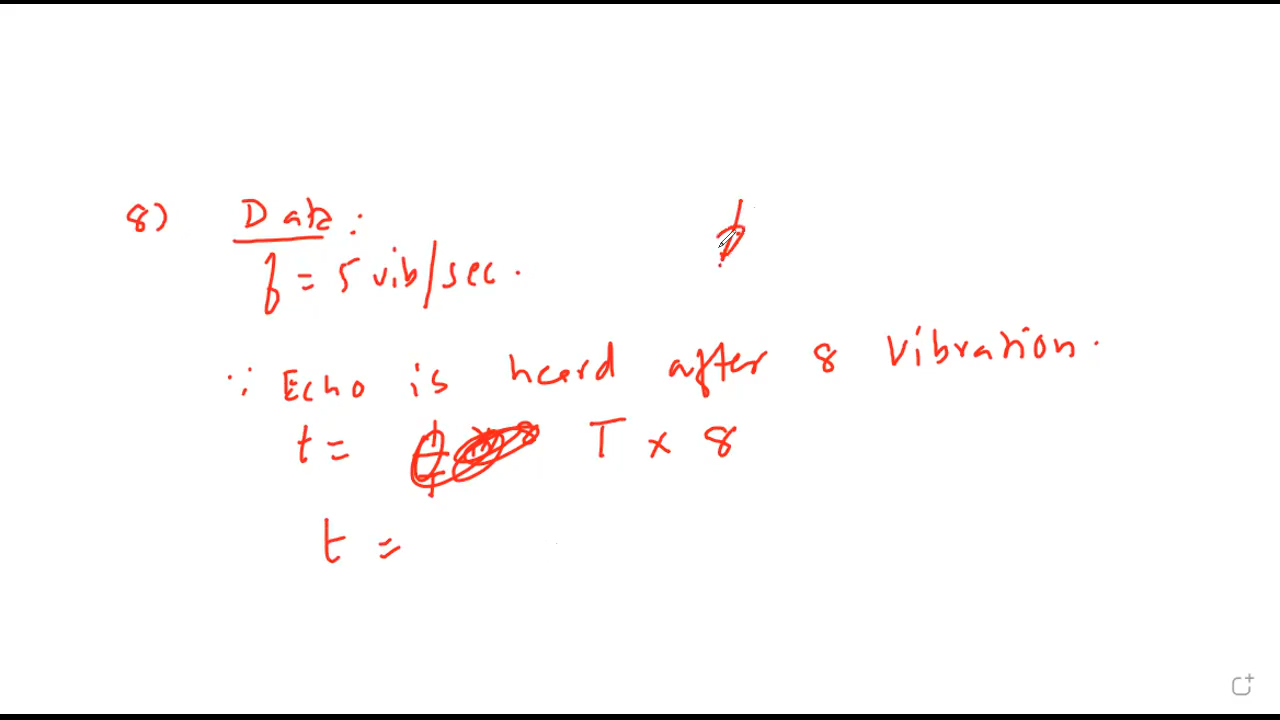 8) Data:
f = 5 vib/sec.
∵ Echo is heard after 8 vibration.
t = T × 8
t =